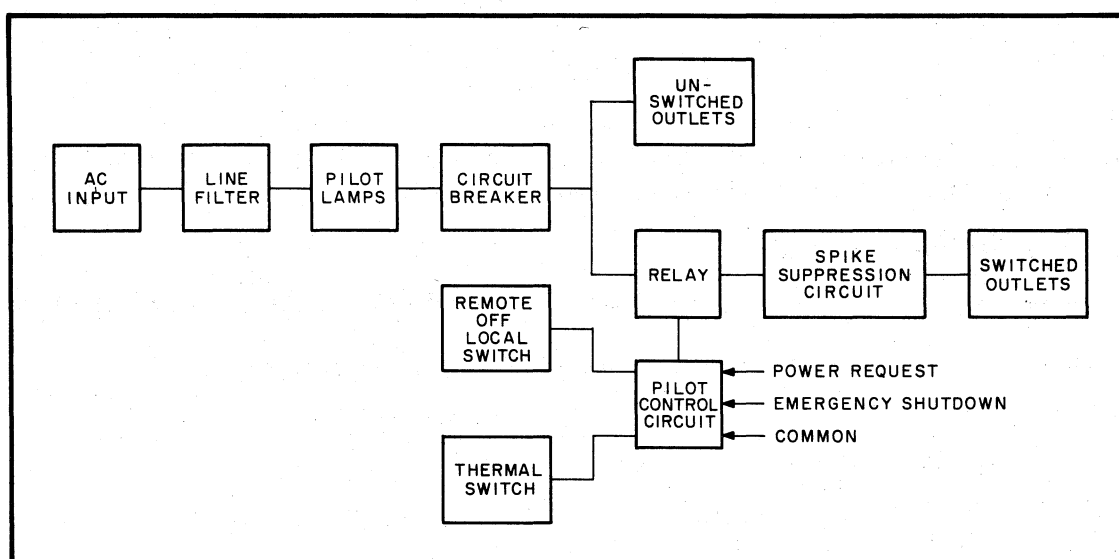 UN-
SWITCHED
OUTLETS
AC
INPUT
LINE
FILTER
PILOT
LAMPS
CIRCUIT
BREAKER
RELAY
SPIKE
SUPPRESSION
CIRCUIT
SWITCHED
OUTLETS
REMOTE
OFF
LOCAL
SWITCH
PILOT
CONTROL
CIRCUIT
POWER REQUEST
EMERGENCY SHUTDOWN
COMMON
THERMAL
SWITCH